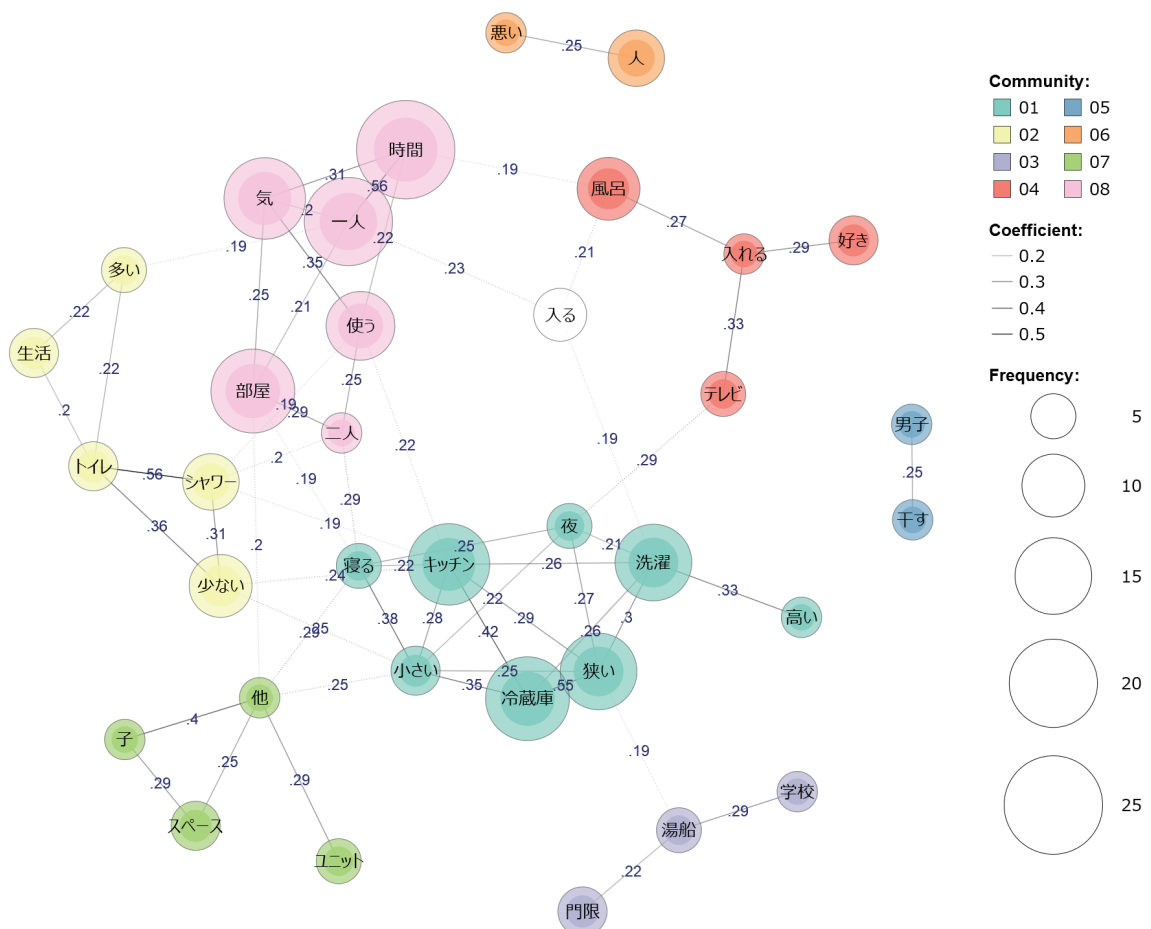 悪い
.25
人
時間
.31
.56
.19
気
.2
一人
風呂
.22
.27
.19
好き
入れる
.29
.23
.21
多い
.35
.25
.21
.22
生活
使う
入る
.33
.22
.25
部屋
.2
.19
.29
テレビ
二人
.22
.19
.29
男子
.2
トイレ
.56
シャワー
.19
.25
.29
.36
.31
.19
夜
干す
.2
.25
.21
少ない
.24
寝る
.22
キッチン
.26
洗濯
.33
.22
.27
高い
.38
.28
.29
.3
.29
.25
.42
.26
小さい
.25
狭い
.25
.35
.55
冷蔵庫
他
.4
子
.19
.25
.29
.29
スペース
ユニット
学校
.29
湯船
.22
門限
Community:
01 05
02 06
03 07
04 08
Coefficient:
0.2
0.3
0.4
0.5
Frequency:
5
10
15
20
25